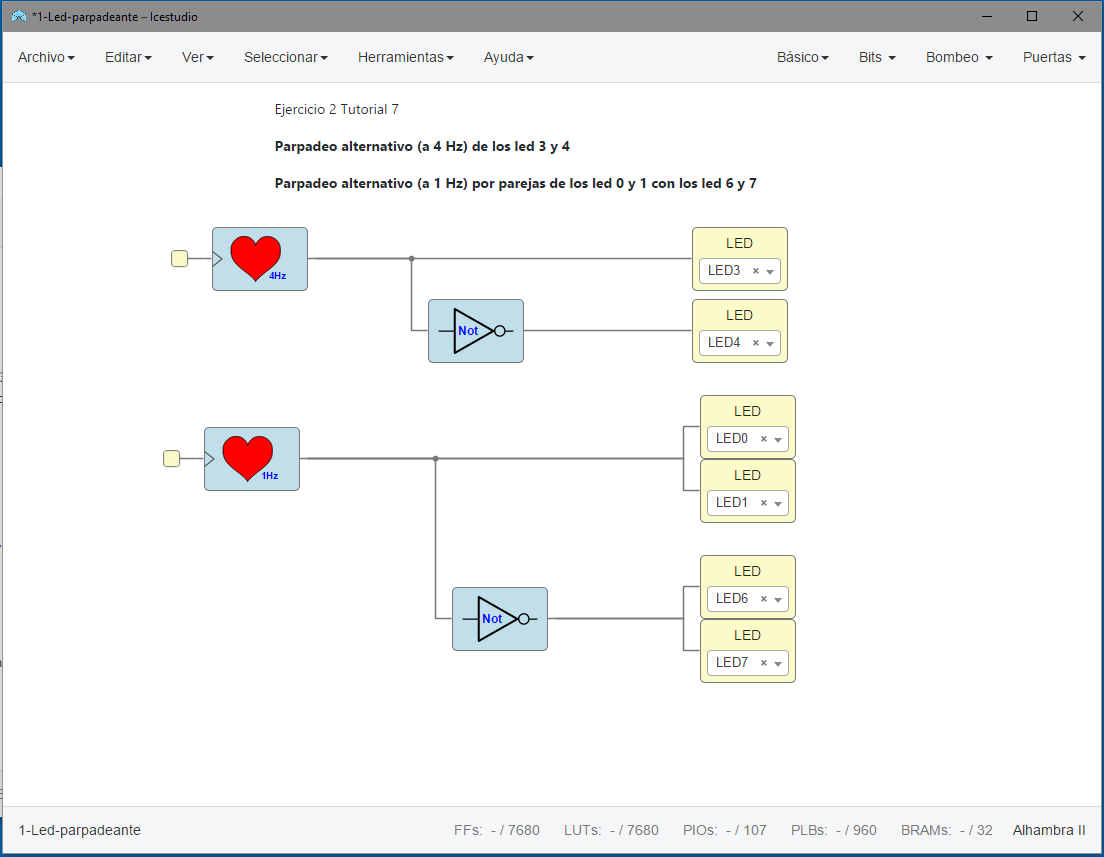 *1-Led-parpadeante – Icestudio
Archivo Editar Ver Seleccionar Herramientas Ayuda Básico Bits Bombeo Puertas
Ejercicio 2 Tutorial 7
Parpadeo alternativo (a 4 Hz) de los led 3 y 4
Parpadeo alternativo (a 1 Hz) por parejas de los led 0 y 1 con los led 6 y 7
4Hz
LED
LED3 ×
Not
LED
LED4 ×
1Hz
LED
LED0 ×
LED
LED1 ×
Not
LED
LED6 ×
LED
LED7 ×
1-Led-parpadeante FFs: - / 7680 LUTs: - / 7680 PIOs: - / 107 PLBs: - / 960 BRAMs: - / 32 Alhambra II